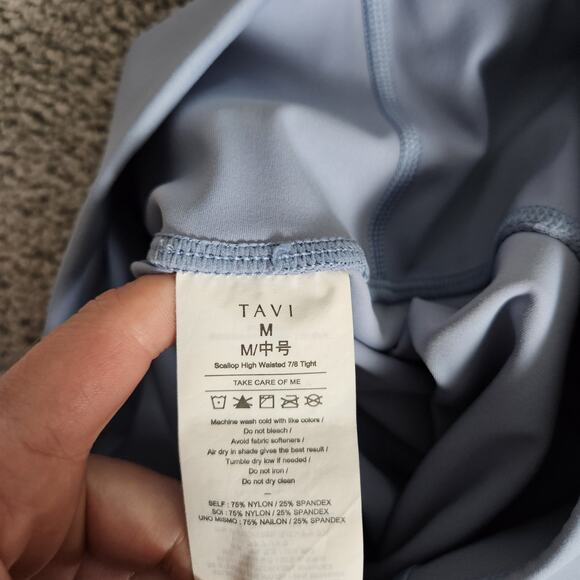 TAVI
M
M/中号
Scallop High Waisted 7/8 Tight
TAKE CARE OF ME
Machine wash cold with like colors /
Do not bleach /
Avoid fabric softeners /
Air dry in shade gives the best result /
Tumble dry low if needed /
Do not iron /
Do not dry clean
–
SELF : 75% NYLON / 25% SPANDEX
SOI : 75% NYLON / 25% SPANDEX
UNO MISMO : 75% NAILON / 25% SPANDEX